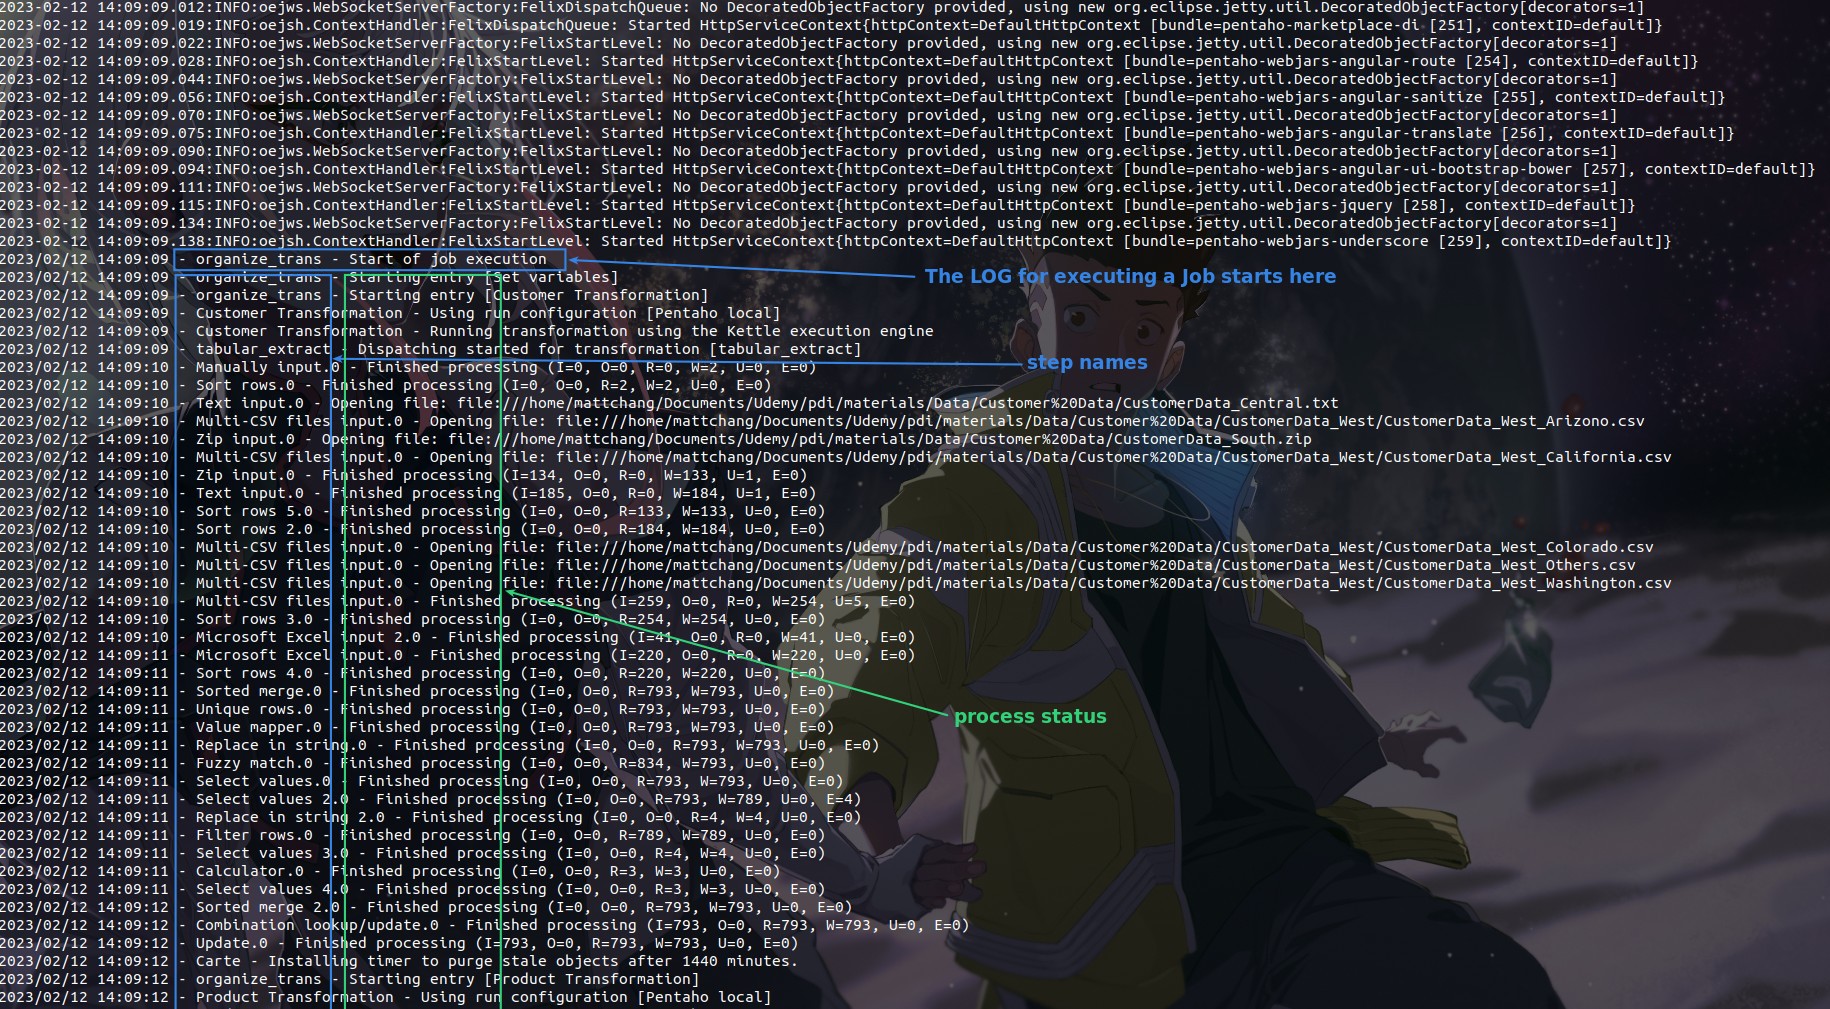 2023-02-12 14:09:09.012:INFO:oejws.WebSocketServerFactory:FelixDispatchQueue: No DecoratedObjectFactory provided, using new org.eclipse.jetty.util.DecoratedObjectFactory[decorators=1]
2023-02-12 14:09:09.019:INFO:oejsh.ContextHandler:FelixDispatchQueue: Started HttpServiceContext{httpContext=DefaultHttpContext [bundle=pentaho-marketplace-di [251], contextID=default]}
2023-02-12 14:09:09.022:INFO:oejws.WebSocketServerFactory:FelixStartLevel: No DecoratedObjectFactory provided, using new org.eclipse.jetty.util.DecoratedObjectFactory[decorators=1]
2023-02-12 14:09:09.028:INFO:oejsh.ContextHandler:FelixStartLevel: Started HttpServiceContext{httpContext=DefaultHttpContext [bundle=pentaho-webjars-angular-route [254], contextID=default]}
2023-02-12 14:09:09.044:INFO:oejws.WebSocketServerFactory:FelixStartLevel: No DecoratedObjectFactory provided, using new org.eclipse.jetty.util.DecoratedObjectFactory[decorators=1]
2023-02-12 14:09:09.056:INFO:oejsh.ContextHandler:FelixStartLevel: Started HttpServiceContext{httpContext=DefaultHttpContext [bundle=pentaho-webjars-angular-sanitize [255], contextID=default]}
2023-02-12 14:09:09.070:INFO:oejws.WebSocketServerFactory:FelixStartLevel: No DecoratedObjectFactory provided, using new org.eclipse.jetty.util.DecoratedObjectFactory[decorators=1]
2023-02-12 14:09:09.075:INFO:oejsh.ContextHandler:FelixStartLevel: Started HttpServiceContext{httpContext=DefaultHttpContext [bundle=pentaho-webjars-angular-translate [256], contextID=default]}
2023-02-12 14:09:09.090:INFO:oejws.WebSocketServerFactory:FelixStartLevel: No DecoratedObjectFactory provided, using new org.eclipse.jetty.util.DecoratedObjectFactory[decorators=1]
2023-02-12 14:09:09.094:INFO:oejsh.ContextHandler:FelixStartLevel: Started HttpServiceContext{httpContext=DefaultHttpContext [bundle=pentaho-webjars-angular-ui-bootstrap-bower [257], contextID=default]}
2023-02-12 14:09:09.111:INFO:oejws.WebSocketServerFactory:FelixStartLevel: No DecoratedObjectFactory provided, using new org.eclipse.jetty.util.DecoratedObjectFactory[decorators=1]
2023-02-12 14:09:09.115:INFO:oejsh.ContextHandler:FelixStartLevel: Started HttpServiceContext{httpContext=DefaultHttpContext [bundle=pentaho-webjars-jquery [258], contextID=default]}
2023-02-12 14:09:09.134:INFO:oejws.WebSocketServerFactory:FelixStartLevel: No DecoratedObjectFactory provided, using new org.eclipse.jetty.util.DecoratedObjectFactory[decorators=1]
2023-02-12 14:09:09.138:INFO:oejsh.ContextHandler:FelixStartLevel: Started HttpServiceContext{httpContext=DefaultHttpContext [bundle=pentaho-webjars-underscore [259], contextID=default]}
2023/02/12 14:09:09 - organize_trans - Start of job execution
The LOG for executing a Job starts here
2023/02/12 14:09:09 - organize_trans - Starting entry [Set variables]
2023/02/12 14:09:09 - organize_trans - Starting entry [Customer Transformation]
2023/02/12 14:09:09 - Customer Transformation - Using run configuration [Pentaho local]
2023/02/12 14:09:09 - Customer Transformation - Running transformation using the Kettle execution engine
2023/02/12 14:09:09 - tabular_extract - Dispatching started for transformation [tabular_extract]
step names
2023/02/12 14:09:10 - Manually input.0 - Finished processing (I=0, O=0, R=0, W=2, U=0, E=0)
2023/02/12 14:09:10 - Sort rows.0 - Finished processing (I=0, O=0, R=2, W=2, U=0, E=0)
2023/02/12 14:09:10 - Text input.0 - Opening file: file:///home/mattchang/Documents/Udemy/pdi/materials/Data/Customer%20Data/CustomerData_Central.txt
2023/02/12 14:09:10 - Multi-CSV files input.0 - Opening file: file:///home/mattchang/Documents/Udemy/pdi/materials/Data/Customer%20Data/CustomerData_West/CustomerData_West_Arizono.csv
2023/02/12 14:09:10 - Zip input.0 - Opening file: file:///home/mattchang/Documents/Udemy/pdi/materials/Data/Customer%20Data/CustomerData_South.zip
2023/02/12 14:09:10 - Multi-CSV files input.0 - Opening file: file:///home/mattchang/Documents/Udemy/pdi/materials/Data/Customer%20Data/CustomerData_West/CustomerData_West_California.csv
2023/02/12 14:09:10 - Zip input.0 - Finished processing (I=134, O=0, R=0, W=133, U=1, E=0)
2023/02/12 14:09:10 - Text input.0 - Finished processing (I=185, O=0, R=0, W=184, U=1, E=0)
2023/02/12 14:09:10 - Sort rows 5.0 - Finished processing (I=0, O=0, R=133, W=133, U=0, E=0)
2023/02/12 14:09:10 - Sort rows 2.0 - Finished processing (I=0, O=0, R=184, W=184, U=0, E=0)
2023/02/12 14:09:10 - Multi-CSV files input.0 - Opening file: file:///home/mattchang/Documents/Udemy/pdi/materials/Data/Customer%20Data/CustomerData_West/CustomerData_West_Colorado.csv
2023/02/12 14:09:10 - Multi-CSV files input.0 - Opening file: file:///home/mattchang/Documents/Udemy/pdi/materials/Data/Customer%20Data/CustomerData_West/CustomerData_West_Others.csv
2023/02/12 14:09:10 - Multi-CSV files input.0 - Opening file: file:///home/mattchang/Documents/Udemy/pdi/materials/Data/Customer%20Data/CustomerData_West/CustomerData_West_Washington.csv
2023/02/12 14:09:10 - Multi-CSV files input.0 - Finished processing (I=259, O=0, R=0, W=254, U=5, E=0)
2023/02/12 14:09:10 - Sort rows 3.0 - Finished processing (I=0, O=0, R=254, W=254, U=0, E=0)
2023/02/12 14:09:10 - Microsoft Excel input 2.0 - Finished processing (I=41, O=0, R=0, W=41, U=0, E=0)
2023/02/12 14:09:11 - Microsoft Excel input.0 - Finished processing (I=220, O=0, R=0, W=220, U=0, E=0)
2023/02/12 14:09:11 - Sort rows 4.0 - Finished processing (I=0, O=0, R=220, W=220, U=0, E=0)
2023/02/12 14:09:11 - Sorted merge.0 - Finished processing (I=0, O=0, R=793, W=793, U=0, E=0)
2023/02/12 14:09:11 - Unique rows.0 - Finished processing (I=0, O=0, R=793, W=793, U=0, E=0)
process status
2023/02/12 14:09:11 - Value mapper.0 - Finished processing (I=0, O=0, R=793, W=793, U=0, E=0)
2023/02/12 14:09:11 - Replace in string.0 - Finished processing (I=0, O=0, R=793, W=793, U=0, E=0)
2023/02/12 14:09:11 - Fuzzy match.0 - Finished processing (I=0, O=0, R=834, W=793, U=0, E=0)
2023/02/12 14:09:11 - Select values.0 - Finished processing (I=0, O=0, R=793, W=793, U=0, E=0)
2023/02/12 14:09:11 - Select values 2.0 - Finished processing (I=0, O=0, R=793, W=789, U=0, E=4)
2023/02/12 14:09:11 - Replace in string 2.0 - Finished processing (I=0, O=0, R=4, W=4, U=0, E=0)
2023/02/12 14:09:11 - Filter rows.0 - Finished processing (I=0, O=0, R=789, W=789, U=0, E=0)
2023/02/12 14:09:11 - Select values 3.0 - Finished processing (I=0, O=0, R=4, W=4, U=0, E=0)
2023/02/12 14:09:11 - Calculator.0 - Finished processing (I=0, O=0, R=3, W=3, U=0, E=0)
2023/02/12 14:09:11 - Select values 4.0 - Finished processing (I=0, O=0, R=3, W=3, U=0, E=0)
2023/02/12 14:09:12 - Sorted merge 2.0 - Finished processing (I=0, O=0, R=793, W=793, U=0, E=0)
2023/02/12 14:09:12 - Combination lookup/update.0 - Finished processing (I=793, O=0, R=793, W=793, U=0, E=0)
2023/02/12 14:09:12 - Update.0 - Finished processing (I=793, O=0, R=793, W=793, U=0, E=0)
2023/02/12 14:09:12 - Carte - Installing timer to purge stale objects after 1440 minutes.
2023/02/12 14:09:12 - organize_trans - Starting entry [Product Transformation]
2023/02/12 14:09:12 - Product Transformation - Using run configuration [Pentaho local]